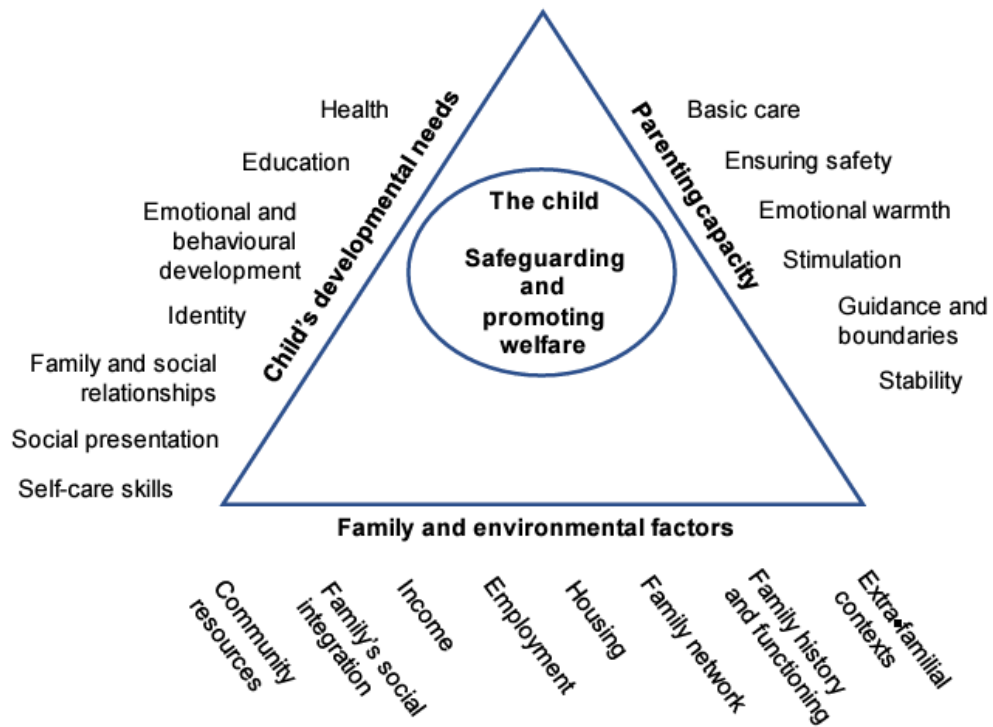 Health
Education
Emotional and
behavioural
development
Identity
Family and social
relationships
Social presentation
Self-care skills
Child's developmental needs
The child
Safeguarding
and
promoting
welfare
Parenting capacity
Basic care
Ensuring safety
Emotional warmth
Stimulation
Guidance and
boundaries
Stability
Family and environmental factors
Community
resources
Family's social
integration
Income
Employment
Housing
Family network
Family history
and functioning
Extra-familial
contexts